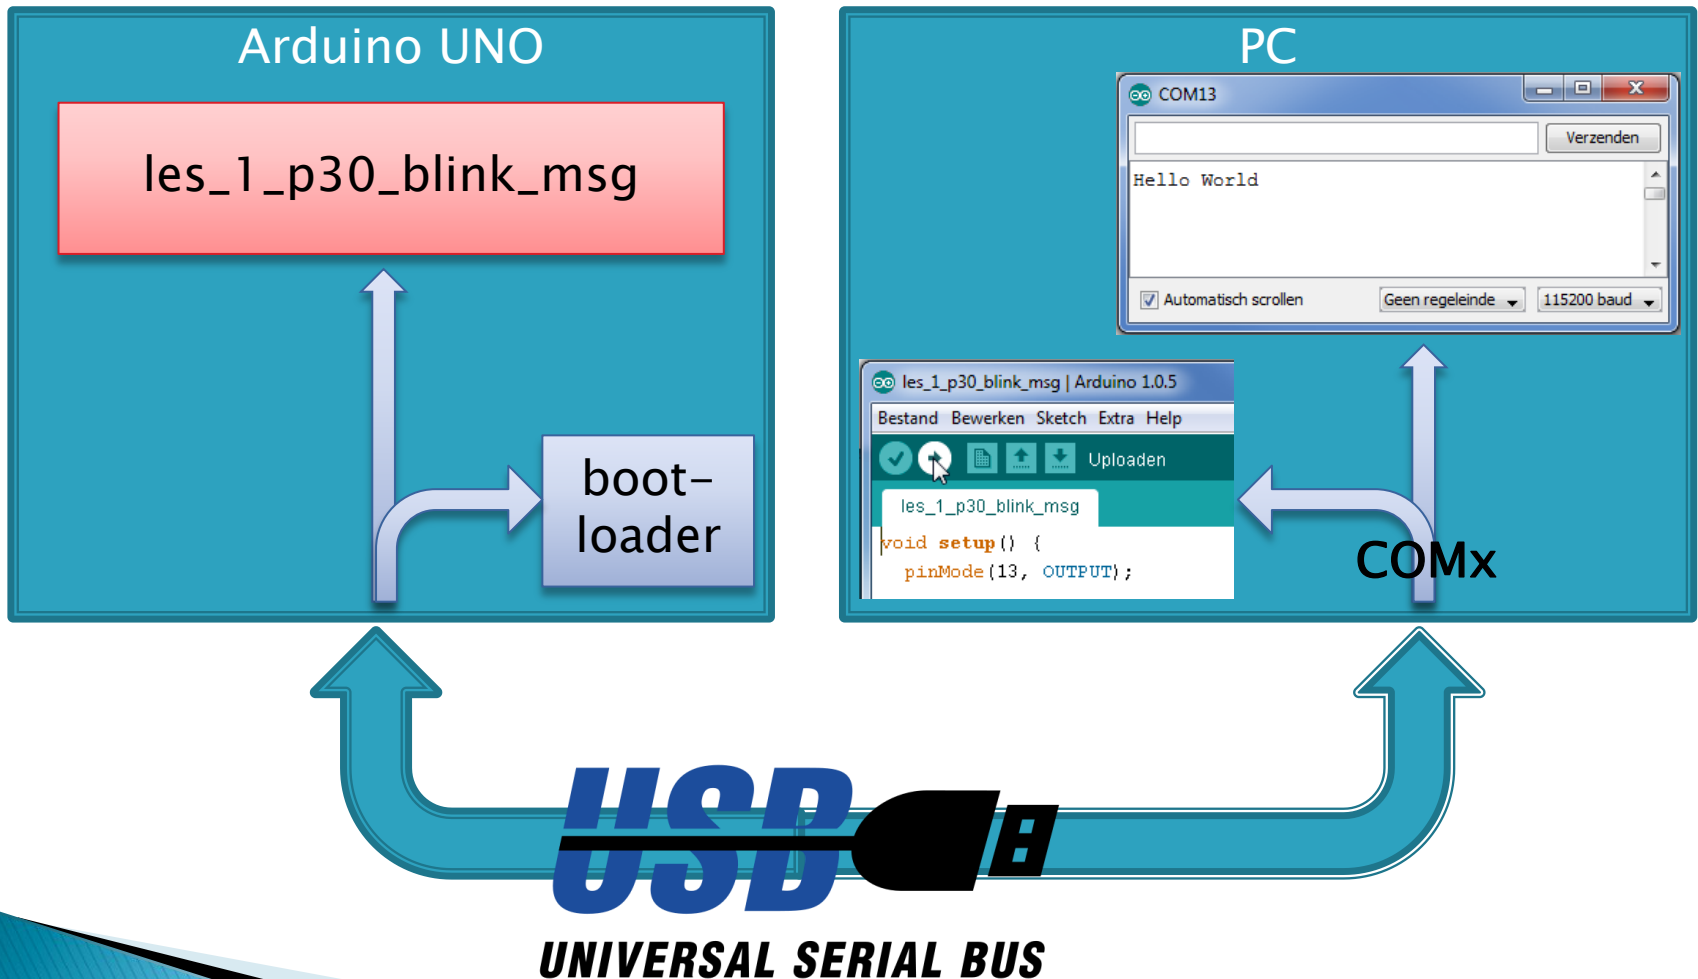 Arduino UNO
les_1_p30_blink_msg
boot-
loader
PC
COM13
Verzenden
Hello World
Automatisch scrollen
Geen regeleinde
115200 baud
les_1_p30_blink_msg | Arduino 1.0.5
Bestand Bewerken Sketch Extra Help
Uploaden
les_1_p30_blink_msg
void setup() {
pinMode(13, OUTPUT);
COMx
USB
UNIVERSAL SERIAL BUS